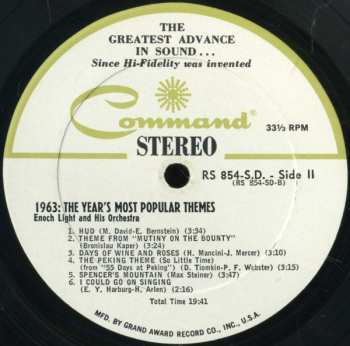 THE
GREATEST ADVANCE
IN SOUND...
Since Hi-Fidelity was invented
Command
33⅓ RPM
STEREO
RS 854-S.D. - Side II
(RS 854-SD-B)
1963: THE YEAR'S MOST POPULAR THEMES
Enoch Light and His Orchestra
1. HUD (M. David-E. Bernstein) (3:34)
2. THEME FROM "MUTINY ON THE BOUNTY"
(Bronislau Kaper) (3:44)
3. DAYS OF WINE AND ROSES (H. Mancini-J. Mercer) (3:10)
4. THE PEKING THEME (So Little Time)
(from "55 Days at Peking") (D. Tiomkin-P. F. Webster) (3:15)
5. SPENCER'S MOUNTAIN (Max Steiner) (3:06)
6. I COULD GO ON SINGING
(E. Y. Harburg-H. Arlen) (2:16)
Total Time 19:41
MFD. BY GRAND AWARD RECORD CO., INC., U.S.A.